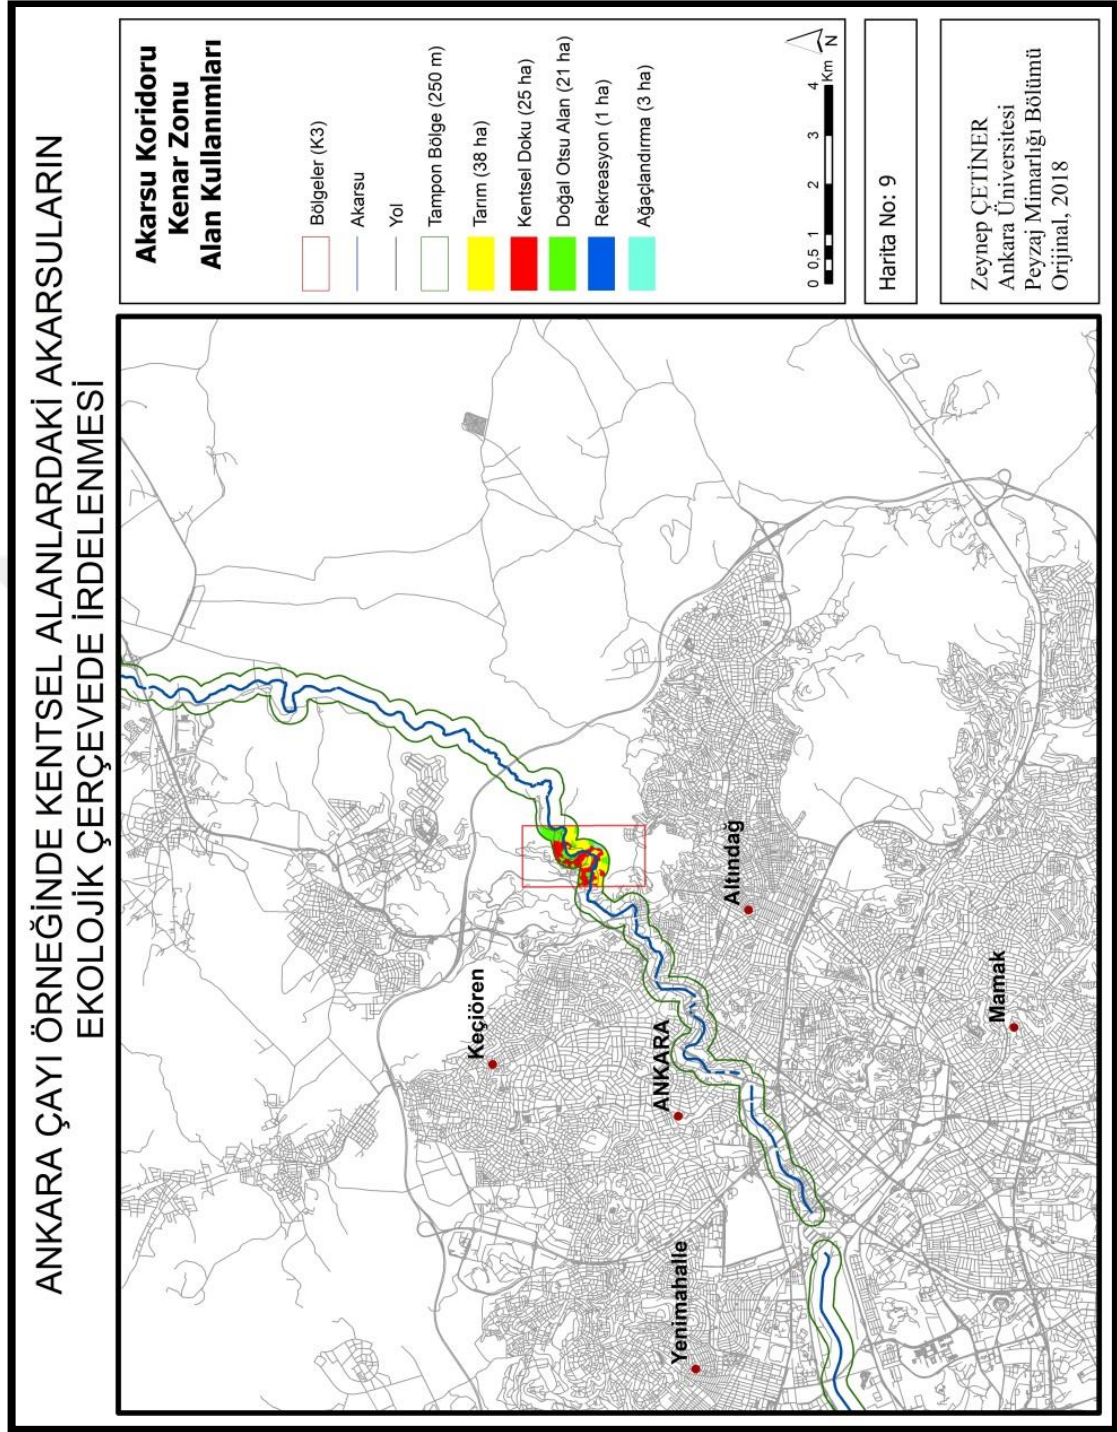 ANKARA ÇAYI ÖRNEĞİNDE KENTSEL ALANLARDAKİ AKARSULARIN
EKOLOJİK ÇERÇEVEDE İRDELENMESİ
Keçiören
ANKARA
Altındağ
Yenimahalle
Mamak
Akarsu Koridoru
Kenar Zonu
Alan Kullanımları
Bölgeler (K3)
Akarsu
Yol
Tampon Bölge (250 m)
Tarım (38 ha)
Kentsel Doku (25 ha)
Doğal Otsu Alan (21 ha)
Rekreasyon (1 ha)
Ağaçlandırma (3 ha)
N
0 0,5 1 2 3 4
Km
Harita No: 9
Zeynep ÇETİNER
Ankara Üniversitesi
Peyzaj Mimarlığı Bölümü
Orijinal, 2018